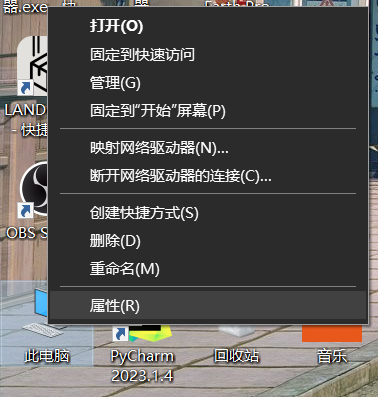 器.exe
打开(O)
固定到快速访问
管理(G)
固定到"开始"屏幕(P)
映射网络驱动器(N)...
断开网络驱动器的连接(C)...
创建快捷方式(S)
删除(D)
重命名(M)
属性(R)
LAND
- 快捷
OBS S
此电脑
PyCharm
2023.1.4
回收站
音乐